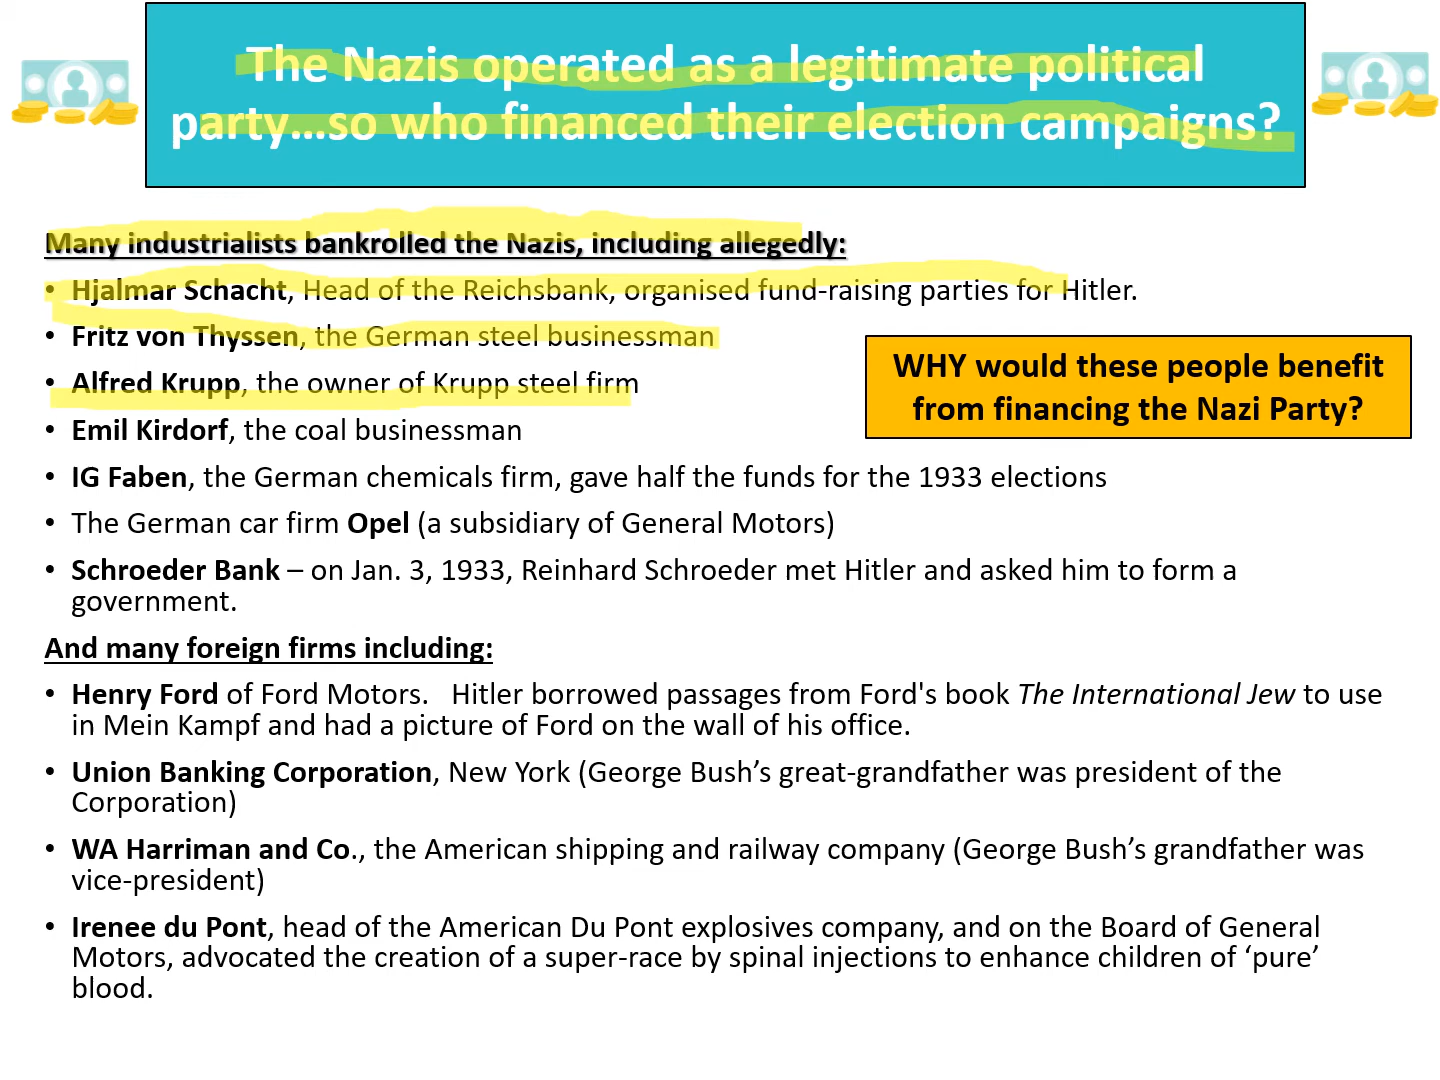 The Nazis operated as a legitimate political
party…so who financed their election campaigns?
Many industrialists bankrolled the Nazis, including allegedly:
• Hjalmar Schacht, Head of the Reichsbank, organised fund-raising parties for Hitler.
• Fritz von Thyssen, the German steel businessman
• Alfred Krupp, the owner of Krupp steel firm
• Emil Kirdorf, the coal businessman
• IG Faben, the German chemicals firm, gave half the funds for the 1933 elections
• The German car firm Opel (a subsidiary of General Motors)
• Schroeder Bank – on Jan. 3, 1933, Reinhard Schroeder met Hitler and asked him to form a
government.
WHY would these people benefit
from financing the Nazi Party?
And many foreign firms including:
• Henry Ford of Ford Motors.   Hitler borrowed passages from Ford's book The International Jew to use
in Mein Kampf and had a picture of Ford on the wall of his office.
• Union Banking Corporation, New York (George Bush’s great-grandfather was president of the
Corporation)
• WA Harriman and Co., the American shipping and railway company (George Bush’s grandfather was
vice-president)
• Irenee du Pont, head of the American Du Pont explosives company, and on the Board of General
Motors, advocated the creation of a super-race by spinal injections to enhance children of ‘pure’
blood.